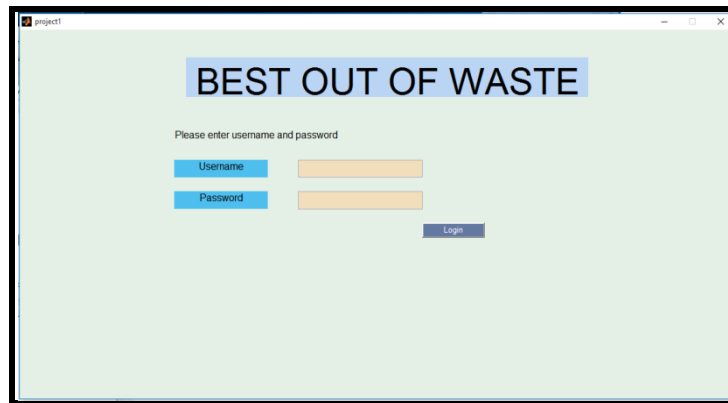 project1
BEST OUT OF WASTE
Please enter username and password
Username
Password
Login